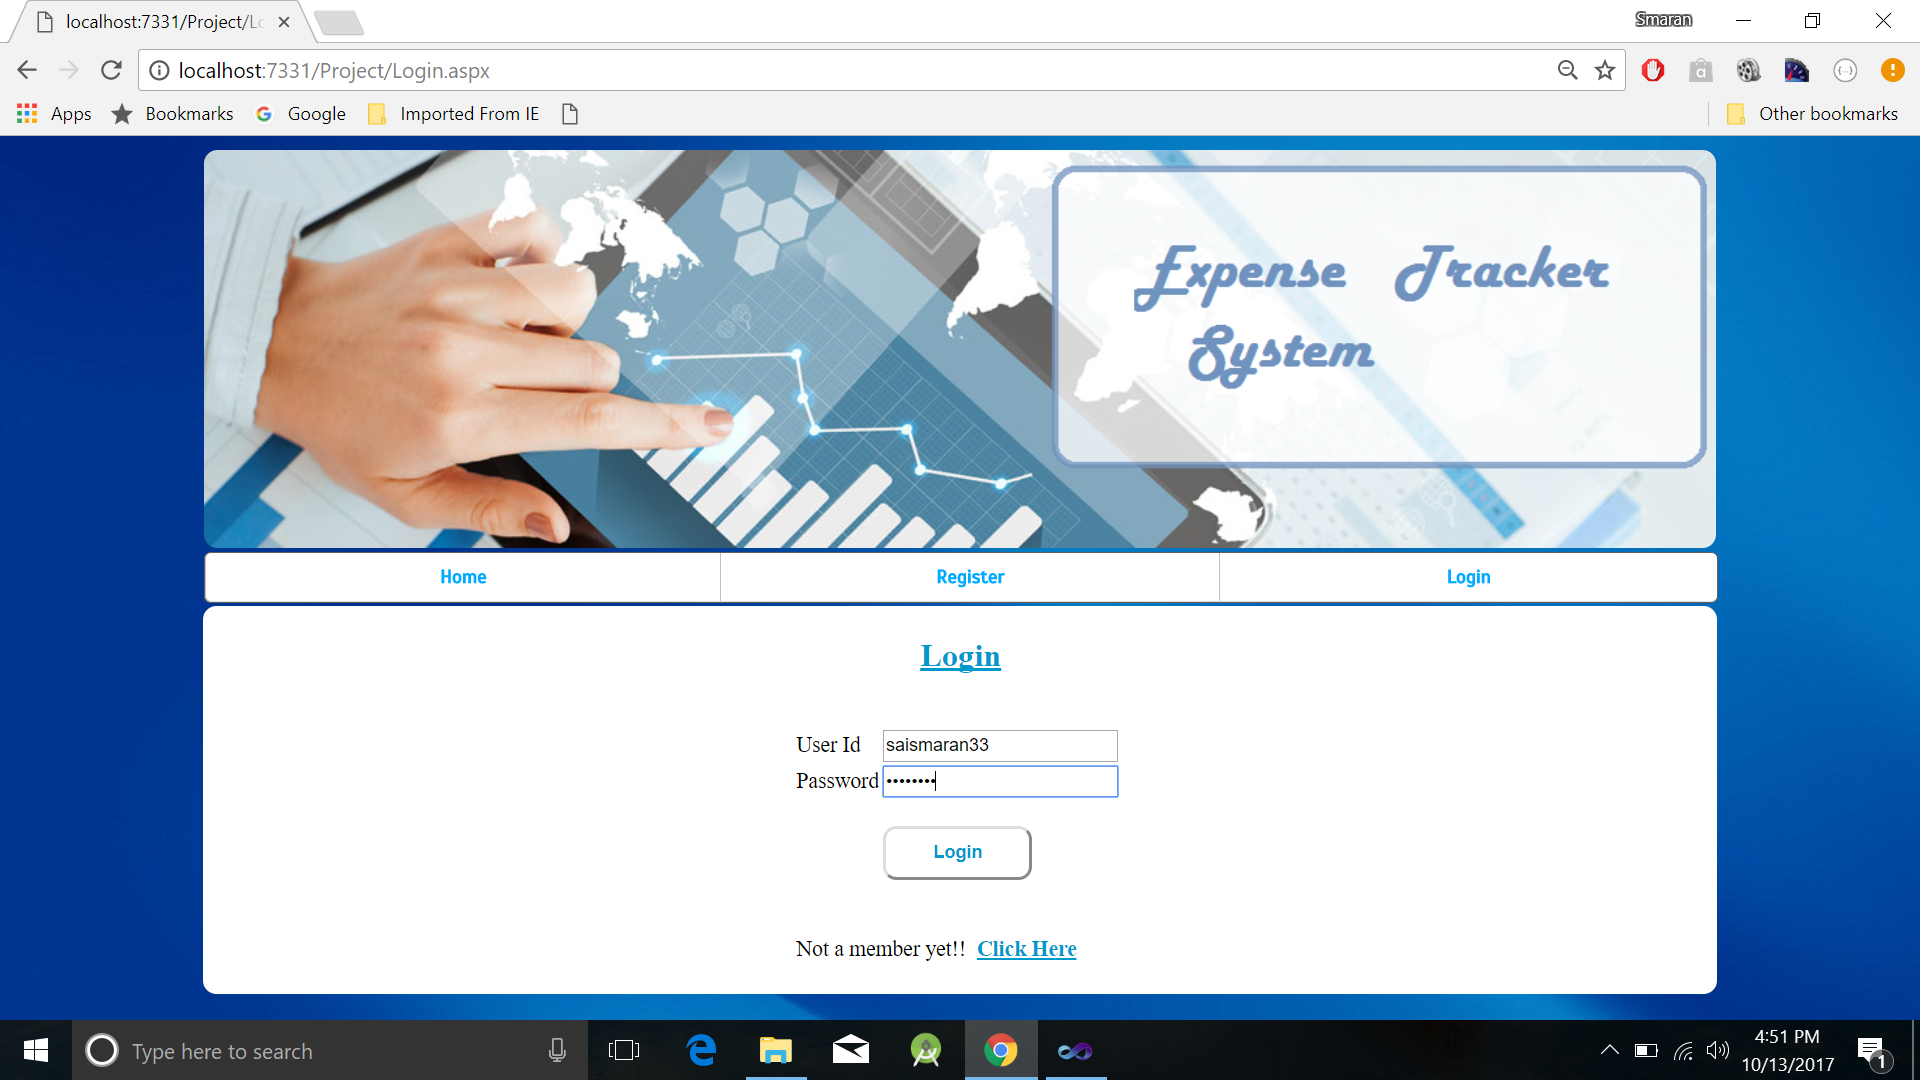 localhost:7331/Project/Lo
Smaran
localhost:7331/Project/Login.aspx
Apps
Bookmarks
Google
Imported From IE
Other bookmarks
Expense Tracker
System
Home
Register
Login
Login
User Id
saismaran33
Password
••••••••
Login
Not a member yet!! Click Here
Type here to search
4:51 PM
10/13/2017
1